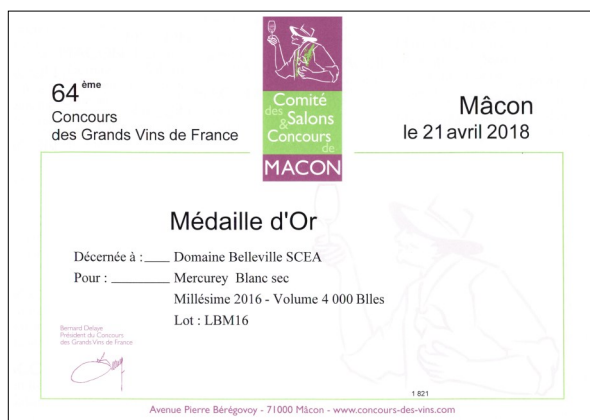 64ème
Concours
des Grands Vins de France
Comité
des Salons
& Concours
de
MACON
Mâcon
le 21 avril 2018
Médaille d'Or
Décernée à :____ Domaine Belleville SCEA
Pour : ________ Mercurey Blanc sec
Millésime 2016 - Volume 4 000 Blles
Lot : LBM16
Bernard Delaye
Président du Concours
des Grands Vins de France
1 821
Avenue Pierre Bérégovoy - 71000 Mâcon - www.concours-des-vins.com